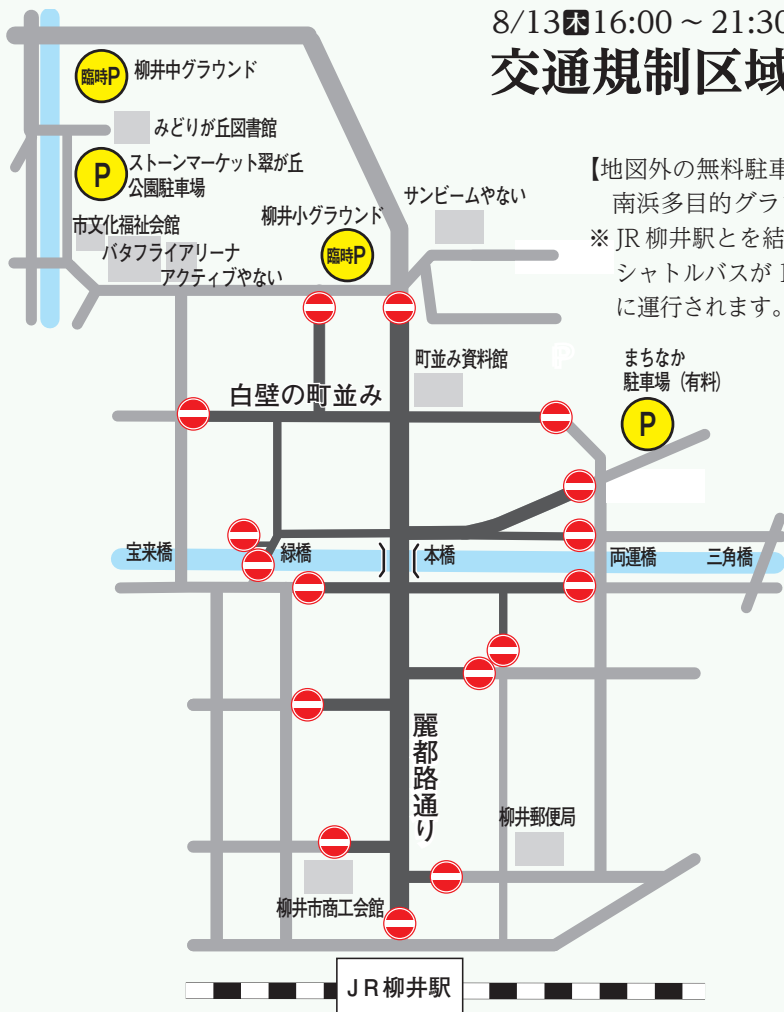 8/13木16:00～21:30
交通規制区域
臨時P
柳井中グラウンド
みどりが丘図書館
P
ストーンマーケット翠が丘
公園駐車場
【地図外の無料駐車
南浜多目的グラ
※JR柳井駅とを結
シャトルバスが
に運行されます。
サンビームやない
柳井小グラウンド
臨時P
市文化福祉会館
バタフライアリーナ
アクティブやない
町並み資料館
P
まちなか
駐車場（有料）
P
白壁の町並み
宝来橋
緑橋
本橋
両運橋
三角橋
麗都路通り
柳井郵便局
柳井市商工会館
JR柳井駅